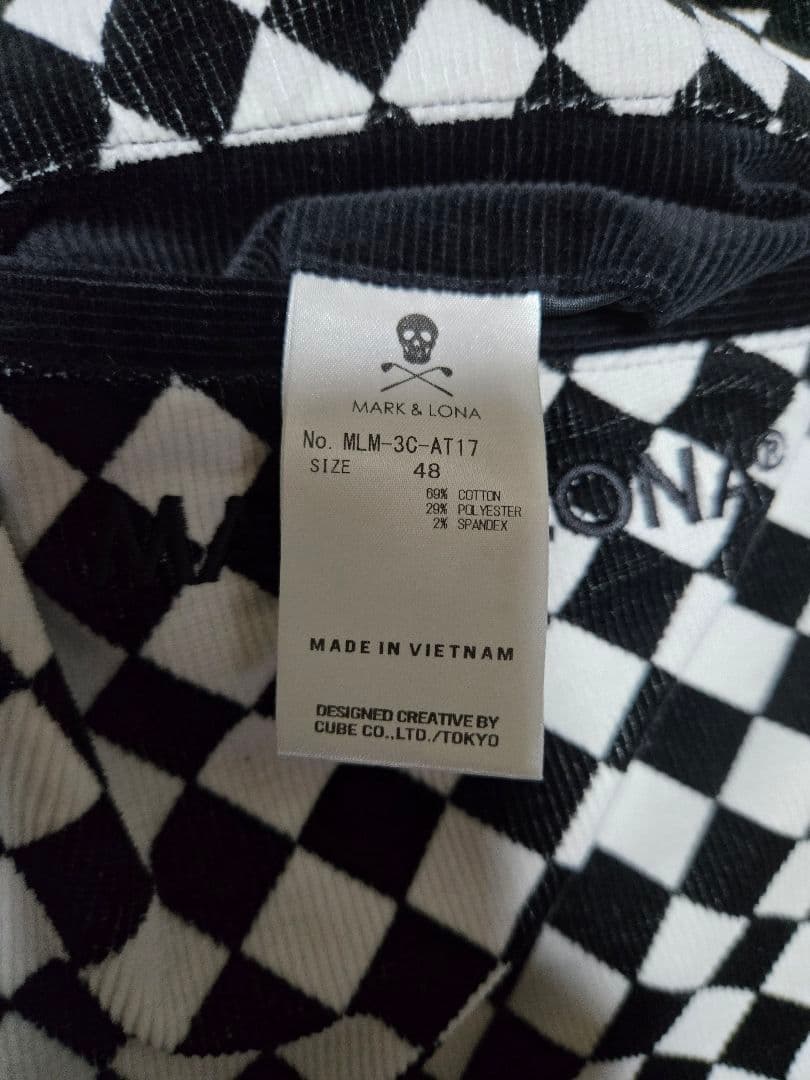 MARK & LONA
No. MLM-3C-AT17
SIZE 48
69% COTTON
29% POLYESTER
2% SPANDEX
MADE IN VIETNAM
DESIGNED CREATIVE BY
CUBE CO.,LTD./TOKYO
M
LONA®